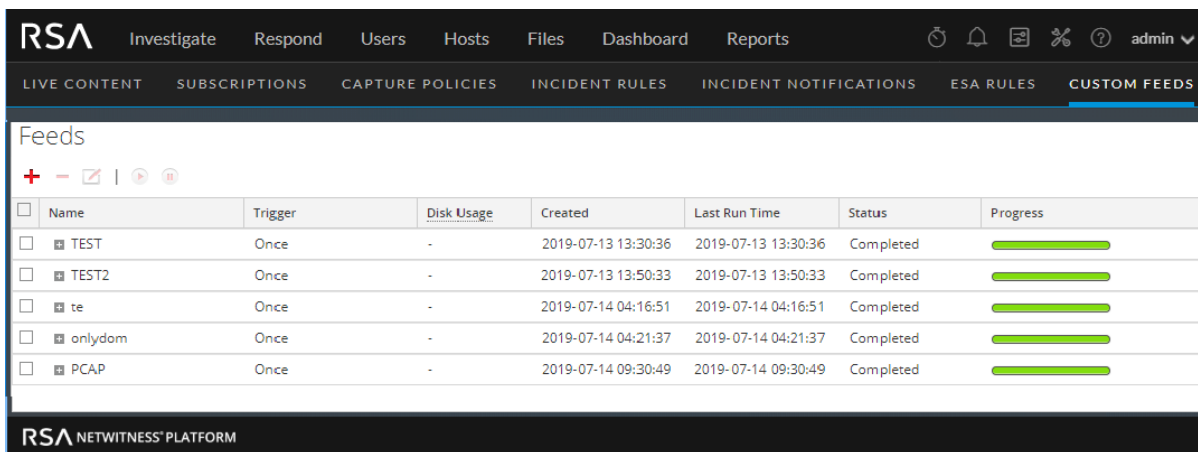 RSA Investigate Respond Users Hosts Files Dashboard Reports admin
LIVE CONTENT SUBSCRIPTIONS CAPTURE POLICIES INCIDENT RULES INCIDENT NOTIFICATIONS ESA RULES CUSTOM FEEDS
Feeds
Name Trigger Disk Usage Created Last Run Time Status Progress
TEST Once - 2019-07-13 13:30:36 2019-07-13 13:30:36 Completed
TEST2 Once - 2019-07-13 13:50:33 2019-07-13 13:50:33 Completed
te Once - 2019-07-14 04:16:51 2019-07-14 04:16:51 Completed
onlydom Once - 2019-07-14 04:21:37 2019-07-14 04:21:37 Completed
PCAP Once - 2019-07-14 09:30:49 2019-07-14 09:30:49 Completed
RSA NETWITNESS® PLATFORM